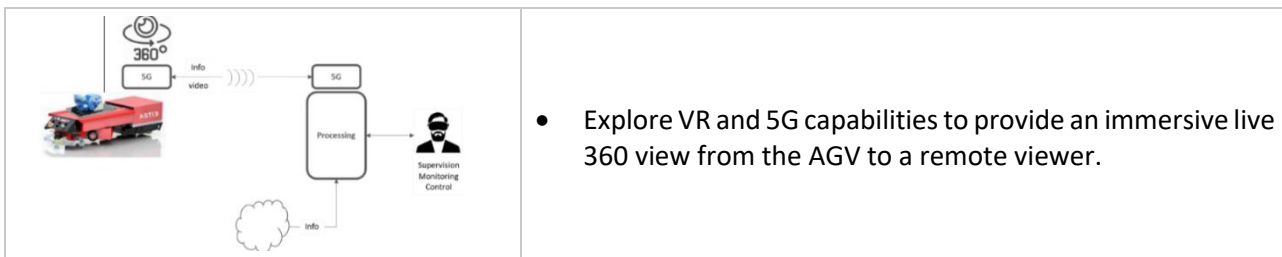 360°
5G
Info
video
5G
Processing
Supervision
Monitoring
Control
Info
• Explore VR and 5G capabilities to provide an immersive live
360 view from the AGV to a remote viewer.